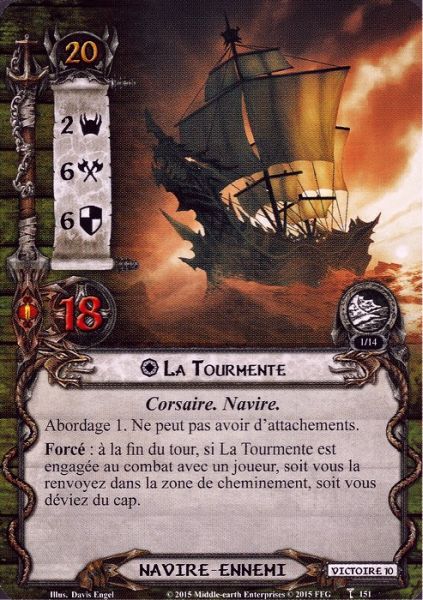 20
2
6
6
18
1/14
La Tourmente
Corsaire. Navire.
Abordage 1. Ne peut pas avoir d'attachements.
Forcé : à la fin du tour, si La Tourmente est
engagée au combat avec un joueur, soit vous la
renvoyez dans la zone de cheminement, soit vous
déviez du cap.
NAVIRE-ENNEMI
VICTOIRE 10
Illus. Davis Engel
© 2015 Middle-earth Enterprises © 2015 FFG
151